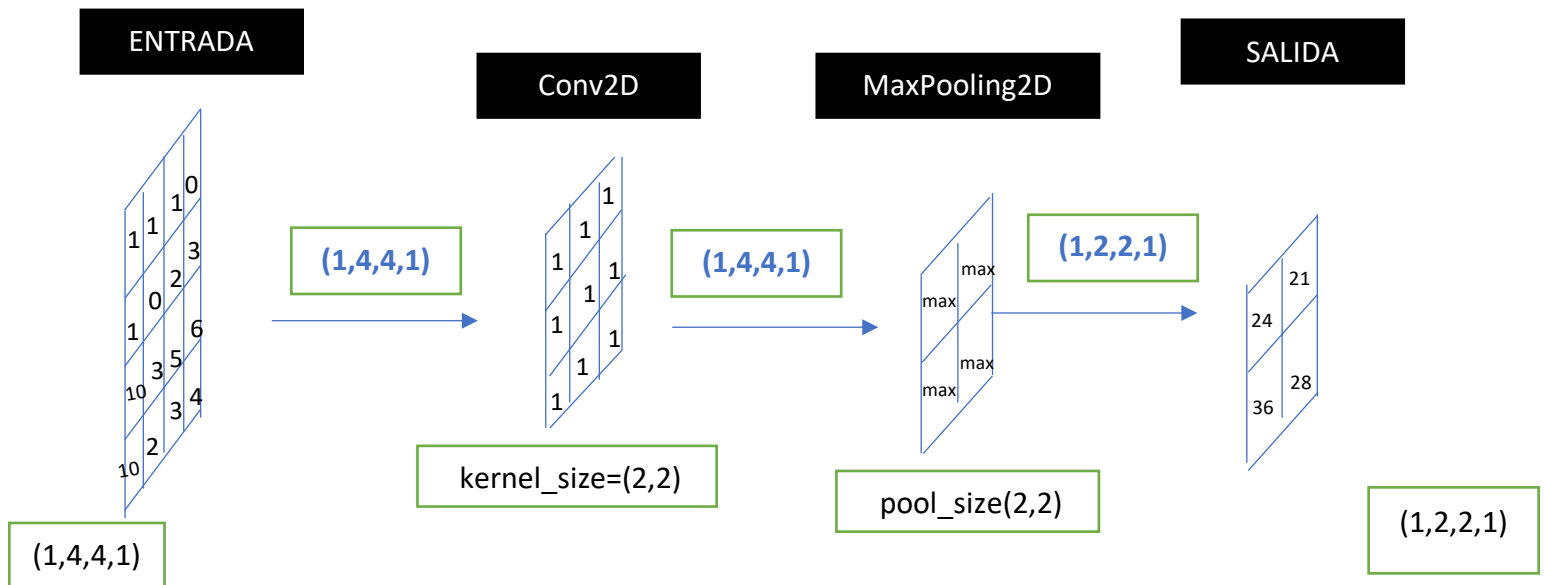 ENTRADA
Conv2D
MaxPooling2D
SALIDA
1 1 1 0
1 0 2 3
10 3 5 6
10 2 3 4
(1,4,4,1)
(1,4,4,1)
1 1 1
1 1 1
1 1 1
kernel_size=(2,2)
(1,4,4,1)
max max
max max
pool_size(2,2)
(1,2,2,1)
24 21
36 28
(1,2,2,1)